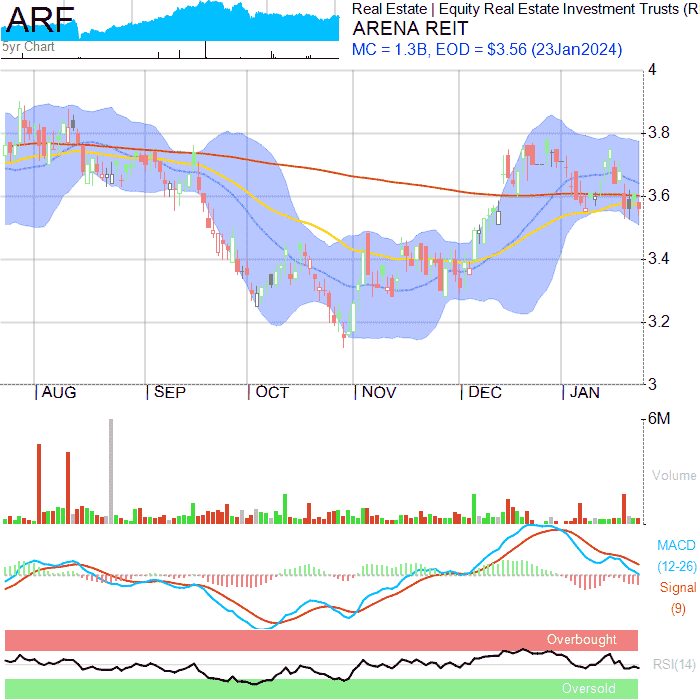 ARF
5yr Chart
Real Estate | Equity Real Estate Investment Trusts (R
ARENA REIT
MC = 1.3B, EOD = $3.56 (23Jan2024)
4
3.8
3.6
3.4
3.2
3
AUG SEP OCT NOV DEC JAN
6M
Volume
MACD
(12-26)
Signal
(9)
Overbought
RSI(14)
Oversold